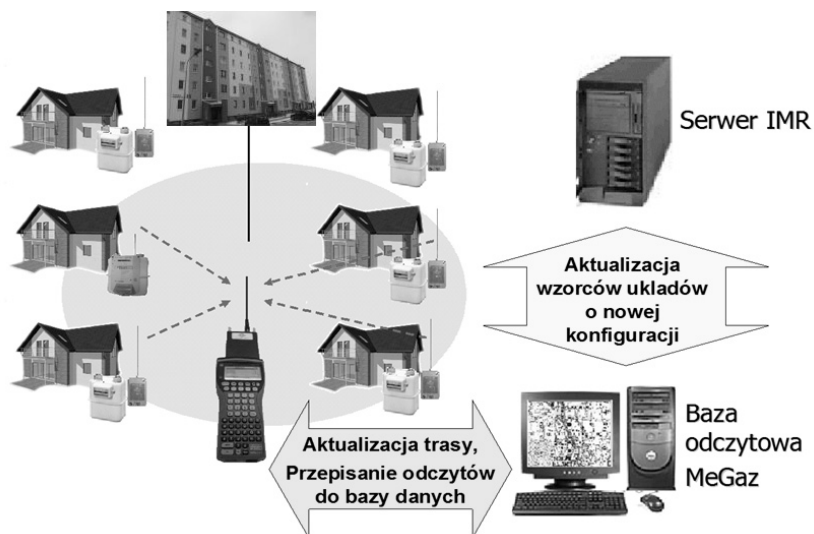 Serwer IMR
Aktualizacja
wzorców ukladów
o nowej
konfiguracji
Aktualizacja trasy,
Przepisanie odczytów
do bazy danych
Baza
odczytowa
MeGaz